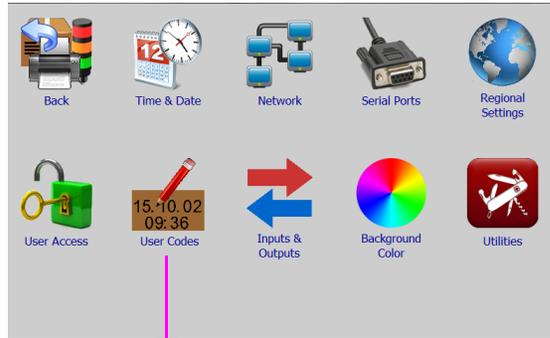 Back
Time & Date
12
Network
Serial Ports
Regional
Settings
User Access
15.10.02
09:36
User Codes
Inputs &
Outputs
Background
Color
Utilities